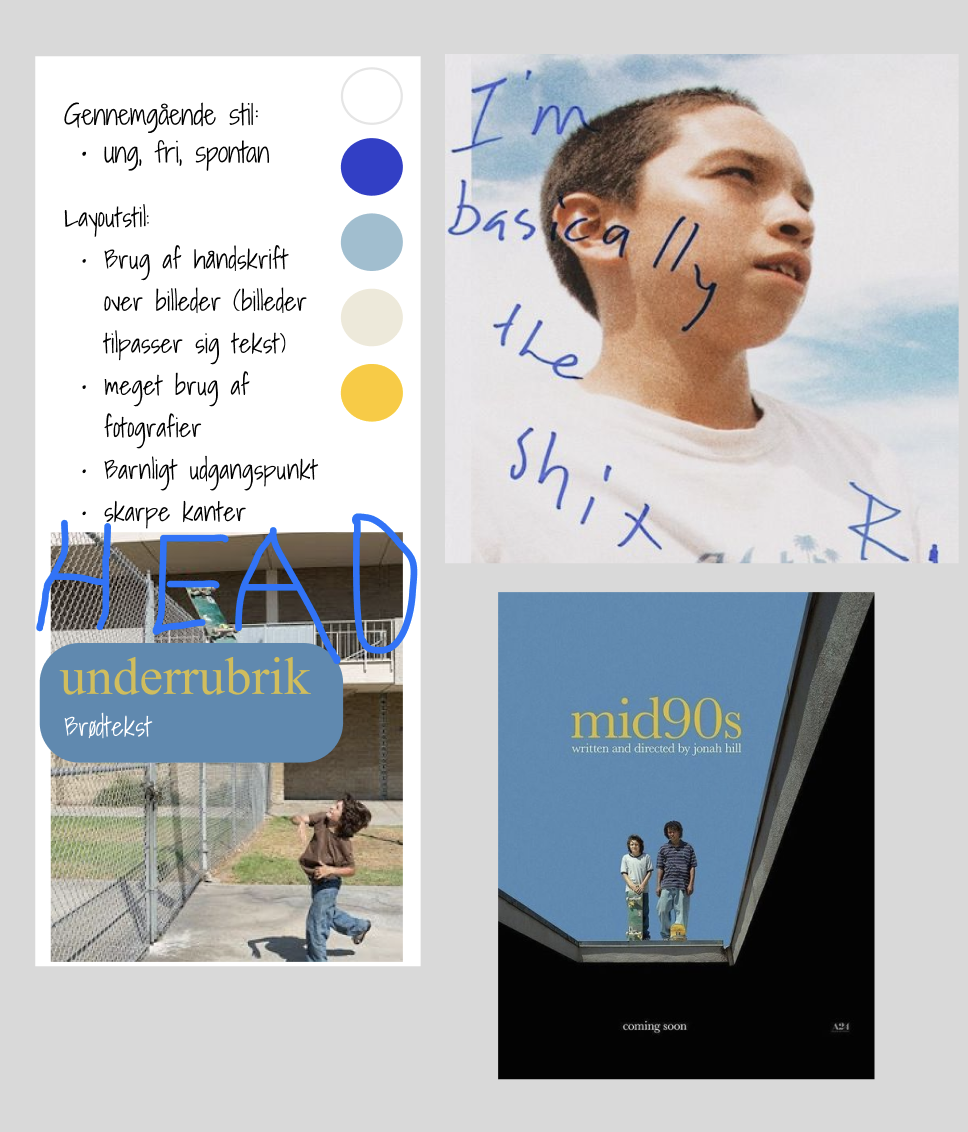 Gennemgående stil:
• ung, fri, spontan
Layoutstil:
• Brug af håndskrift
over billeder (billeder
tilpasser sig tekst)
• meget brug af
fotografier
• Barnligt udgangspunkt
• skarpe kanter
HEAD
underrubrik
Brødtekst
I'm
basically
the
shix
R.
mid90s
written and directed by jonah hill
coming soon
A24